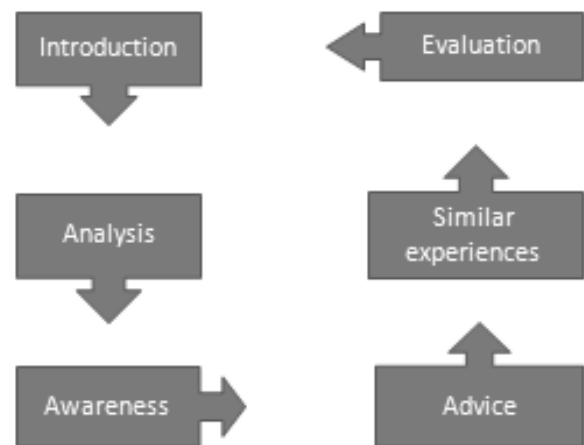 Introduction
Analysis
Awareness
Advice
Similar
experiences
Evaluation